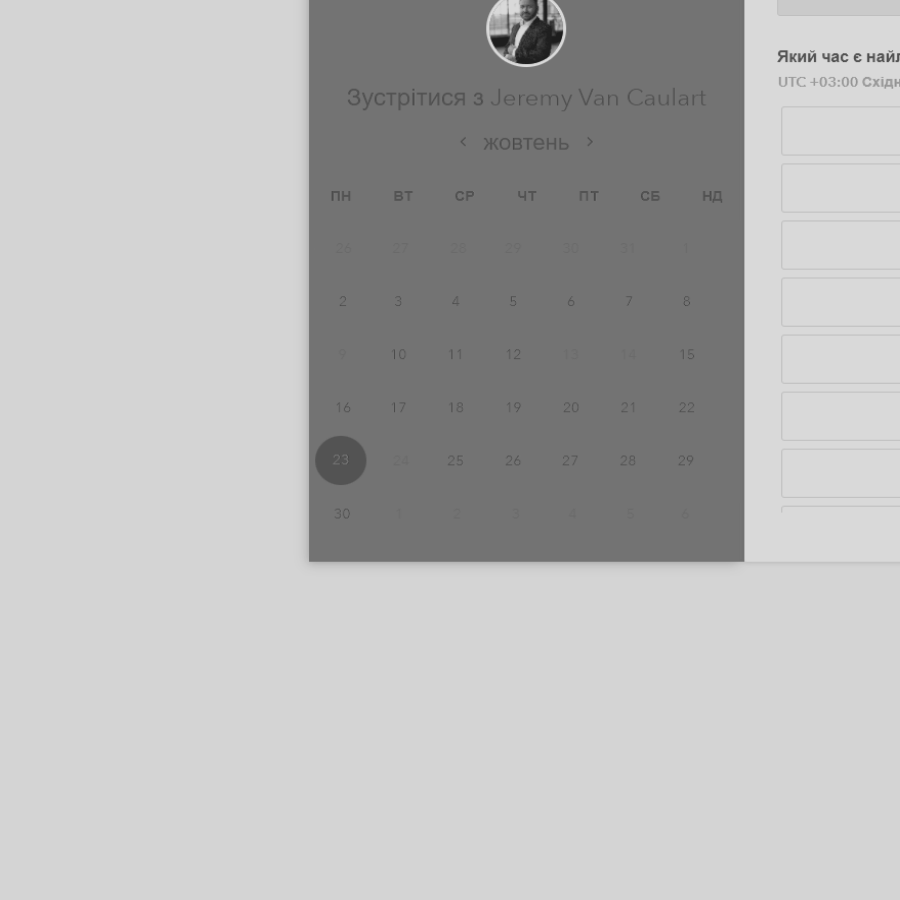 Зустрітися з Jeremy Van Caulart
жовтень
ПН ВТ СР ЧТ ПТ СБ НД
26 27 28 29 30 31 1
2 3 4 5 6 7 8
9 10 11 12 13 14 15
16 17 18 19 20 21 22
23 24 25 26 27 28 29
30 1 2 3 4 5 6
Який час є
UTC +03:00